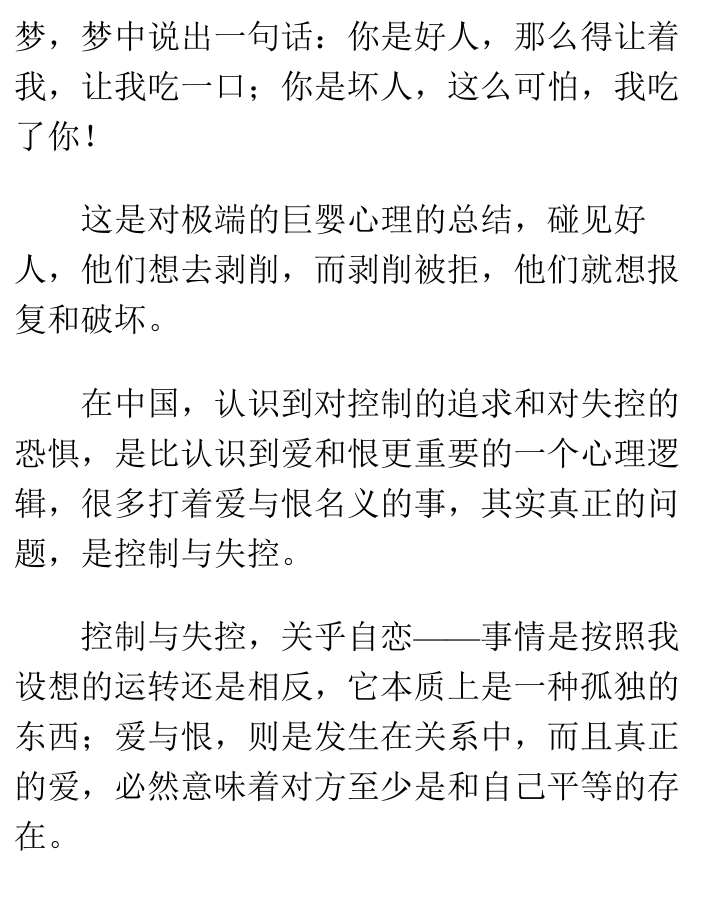 梦，梦中说出一句话：你是好人，那么得让着
我，让我吃一口；你是坏人，这么可怕，我吃
了你！
这是对极端的巨婴心理的总结，碰见好
人，他们想去剥削，而剥削被拒，他们就想报
复和破坏。
在中国，认识到对控制的追求和对失控的
恐惧，是比认识到爱和恨更重要的一个心理逻
辑，很多打着爱与恨名义的事，其实真正的问
题，是控制与失控。
控制与失控，关乎自恋——事情是按照我
设想的运转还是相反，它本质上是一种孤独的
东西；爱与恨，则是发生在关系中，而且真正
的爱，必然意味着对方至少是和自己平等的存
在。